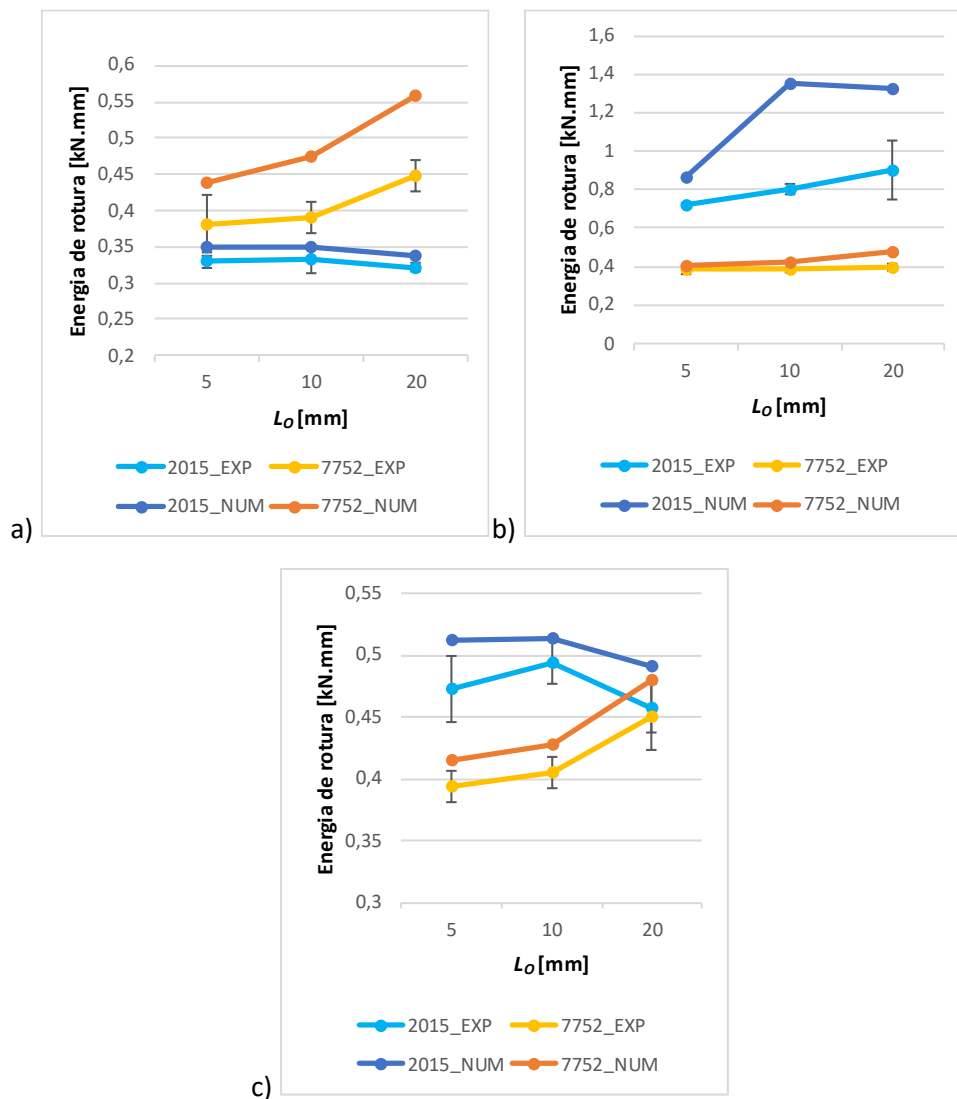 Energia de rotura [kN.mm]
0,6
0,55
0,5
0,45
0,4
0,35
0,3
0,25
0,2
5 10 20
L_O [mm]
2015_EXP 7752_EXP
2015_NUM 7752_NUM
a)
Energia de rotura [kN.mm]
1,6
1,4
1,2
1
0,8
0,6
0,4
0,2
0
5 10 20
L_O [mm]
2015_EXP 7752_EXP
2015_NUM 7752_NUM
b)
Energia de rotura [kN.mm]
0,55
0,5
0,45
0,4
0,35
0,3
5 10 20
L_O [mm]
2015_EXP 7752_EXP
2015_NUM 7752_NUM
c)